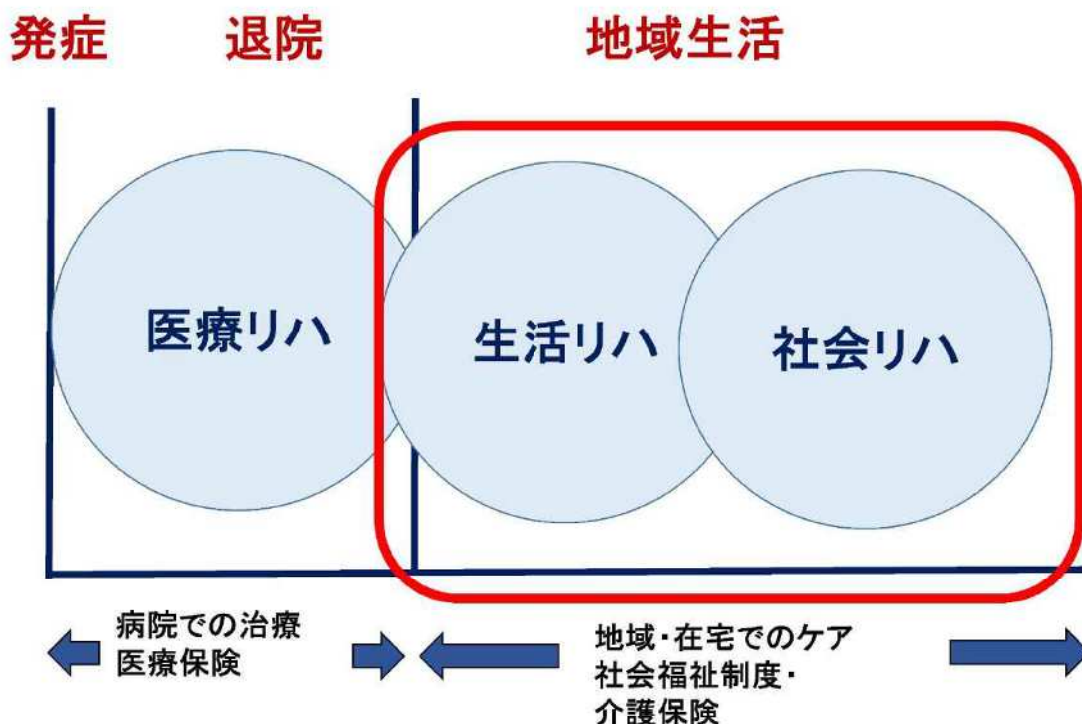 発症
退院
地域生活
医療リハ
生活リハ
社会リハ
病院での治療
医療保険
地域・在宅でのケア
社会福祉制度・
介護保険